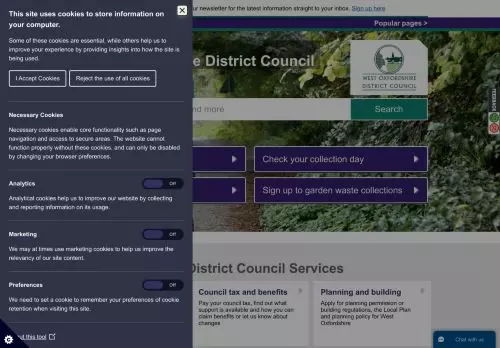 This site uses cookies to store information on your computer.
Some of these cookies are essential, while others help us to improve your experience by providing insights into how the site is being used.
I Accept Cookies
Reject the use of all cookies
Necessary Cookies
Necessary cookies enable core functionality such as page navigation and access to secure areas. The website cannot function properly without these cookies, and can only be disabled by changing your browser preferences.
Analytics
Off
Analytical cookies help us to improve our website by collecting and reporting information on its usage.
Marketing
Off
We may at times use marketing cookies to help us improve the relevancy of our site content.
Preferences
Off
We need to set a cookie to remember your preferences of cookie retention when visiting this site.
this tool
ur newsletter for the latest information straight to your inbox. Sign up here
Popular pages >
e District Council
WEST OXFORDSHIRE
DISTRICT COUNCIL
nd more
Search
Check your collection day
Sign up to garden waste collections
FEEDBACK
District Council Services
Council tax and benefits
Pay your council tax, find out what support is available and how you can claim benefits or let us know about changes
Planning and building
Apply for planning permission or building regulations, the Local Plan and planning policy for West Oxfordshire
Chat with us